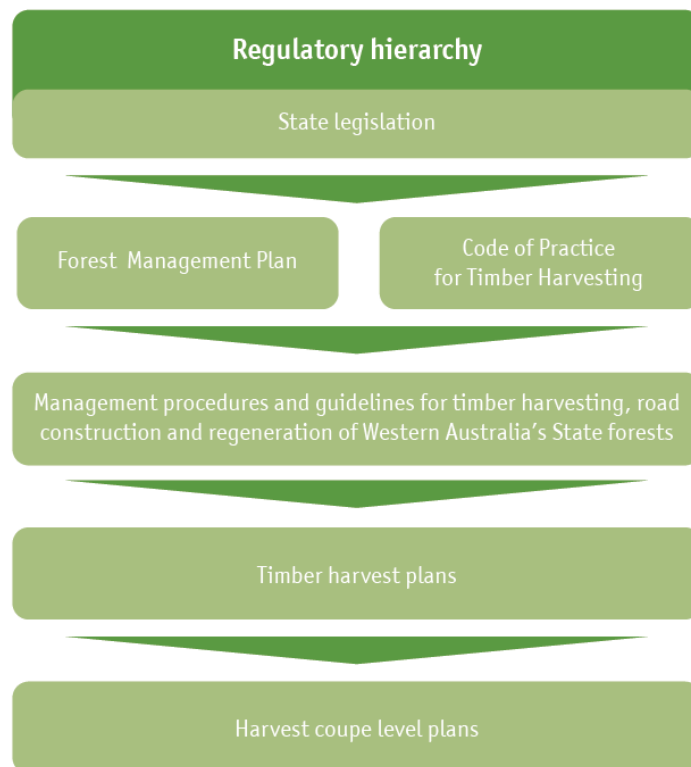 Regulatory hierarchy
State legislation
Forest Management Plan
Code of Practice
for Timber Harvesting
Management procedures and guidelines for timber harvesting, road
construction and regeneration of Western Australia's State forests
Timber harvest plans
Harvest coupe level plans